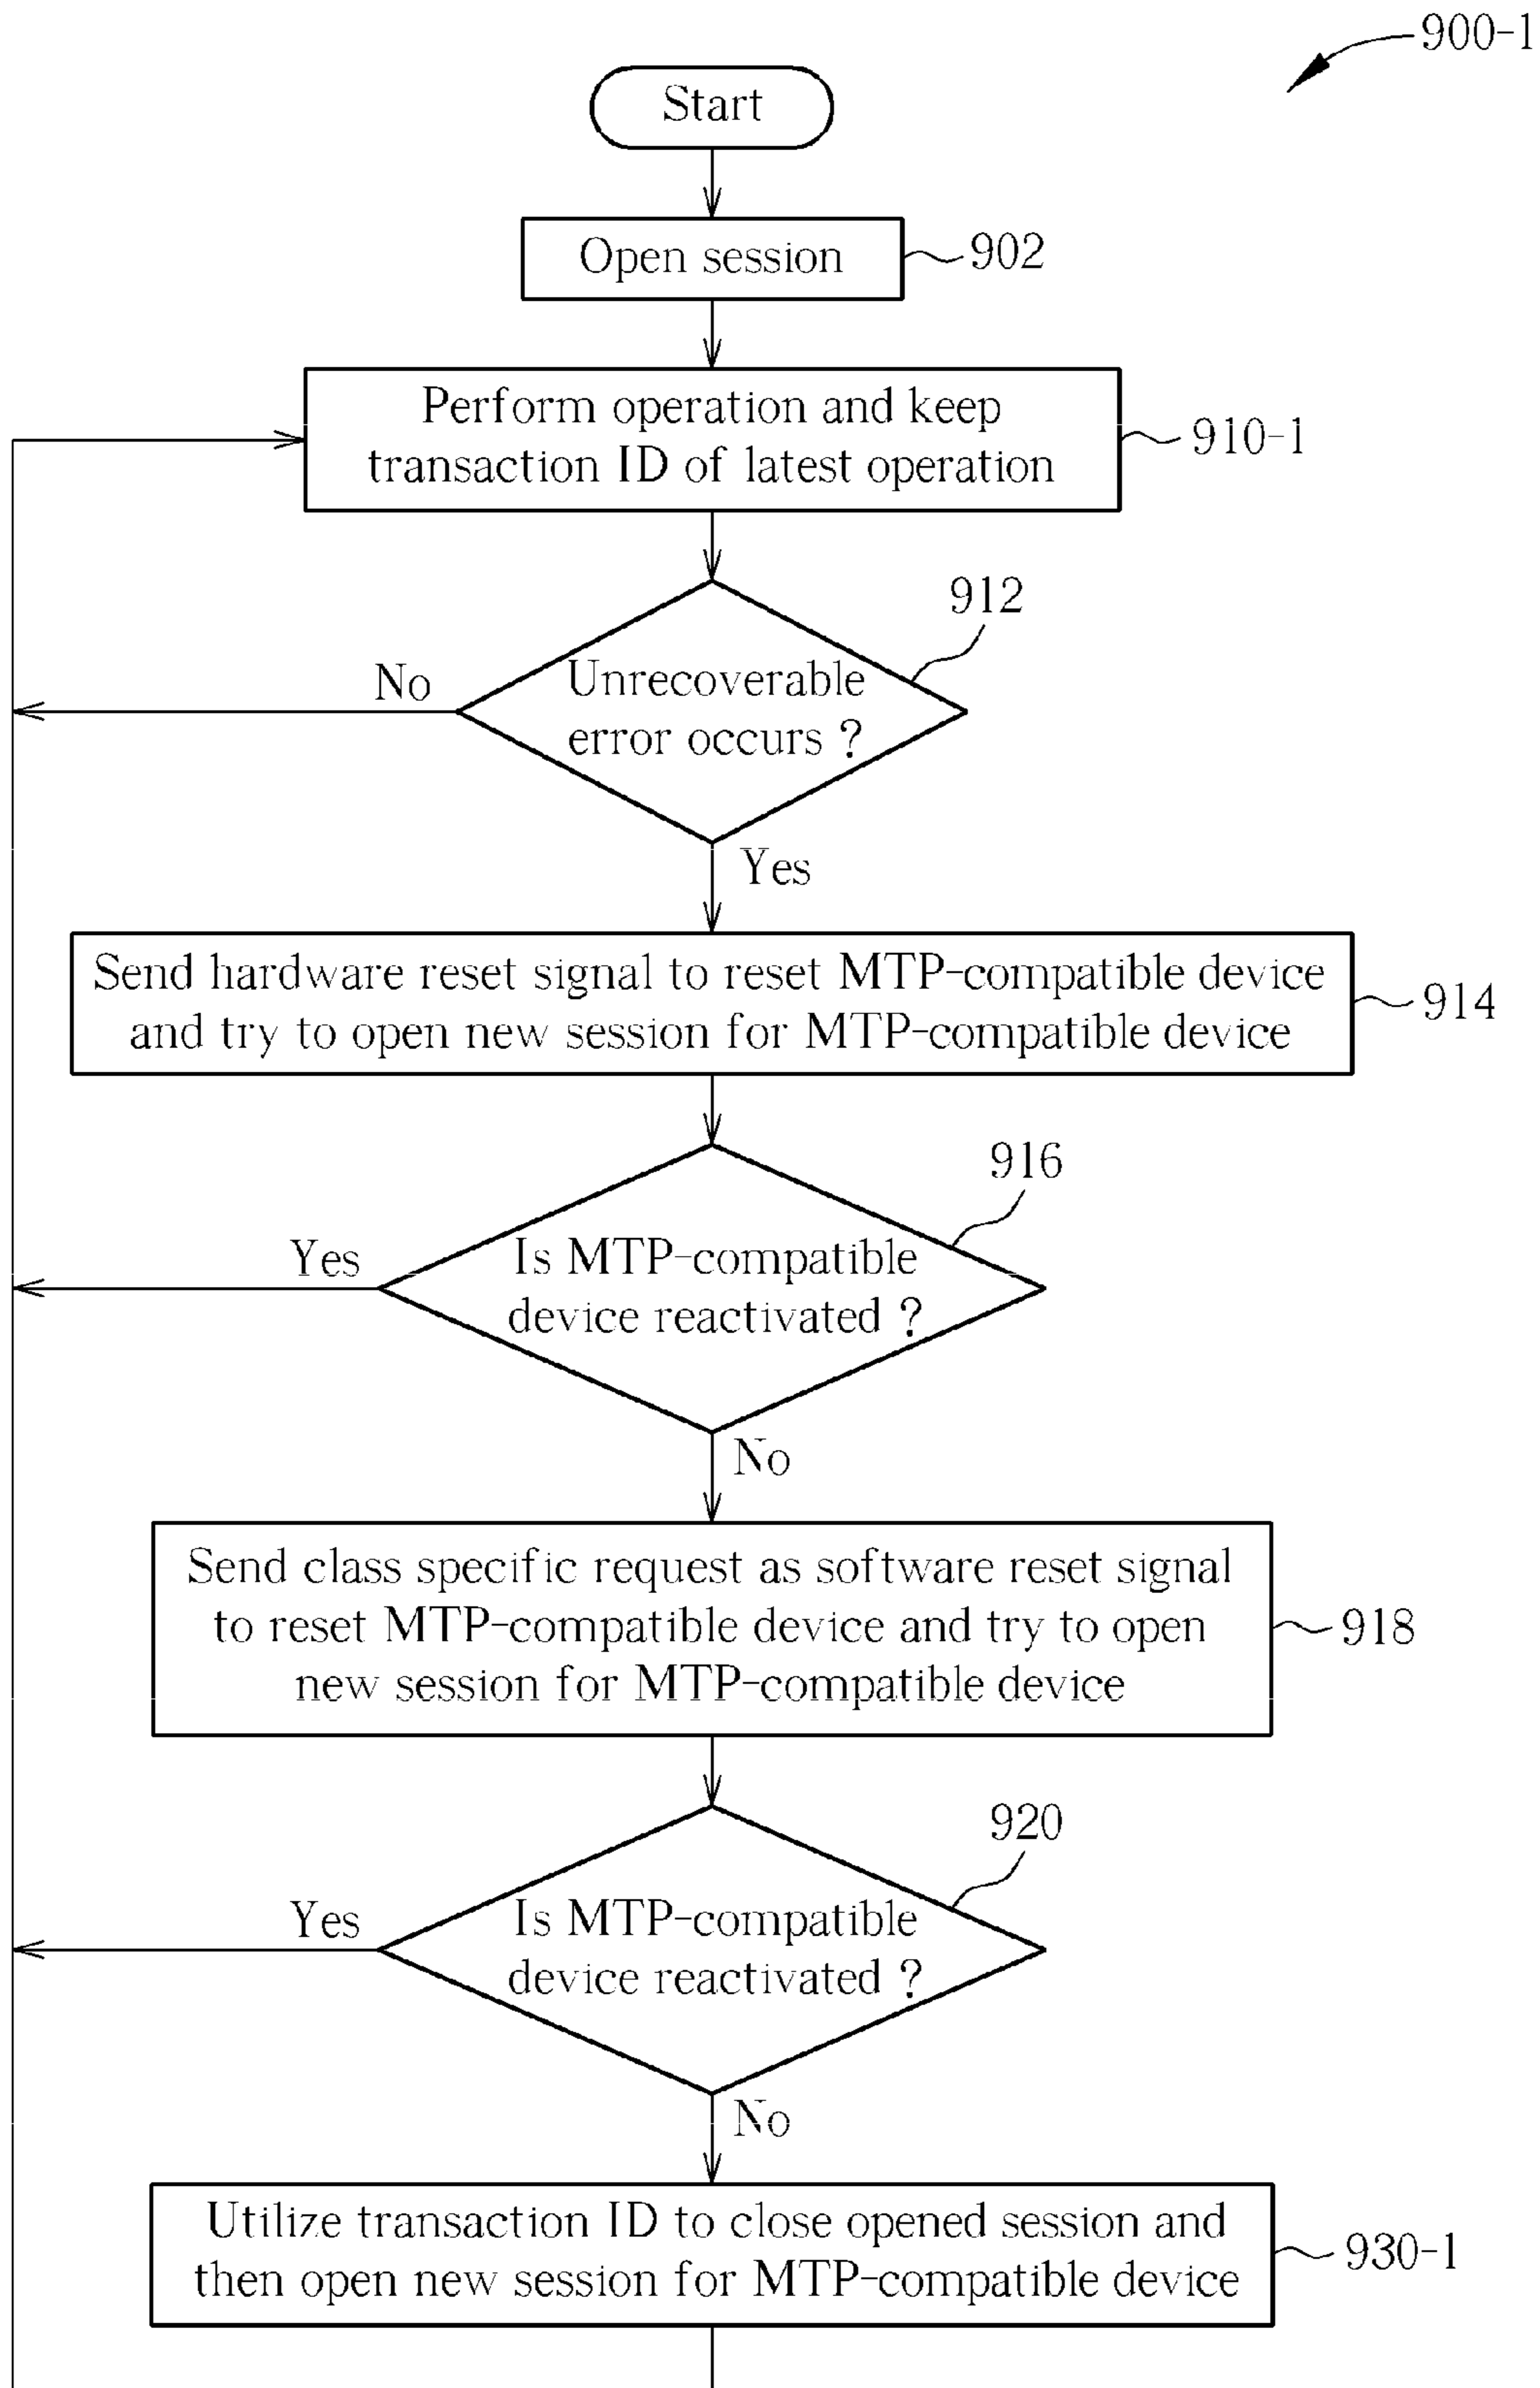 900-1
Start
Open session
902
Perform operation and keep
transaction ID of latest operation
910-1
912
Unrecoverable
error occurs ?
No
Yes
Send hardware reset signal to reset MTP-compatible device
and try to open new session for MTP-compatible device
914
916
Is MTP-compatible
device reactivated ?
Yes
No
Send class specific request as software reset signal
to reset MTP-compatible device and try to open
new session for MTP-compatible device
918
920
Is MTP-compatible
device reactivated ?
Yes
No
Utilize transaction ID to close opened session and
then open new session for MTP-compatible device
930-1